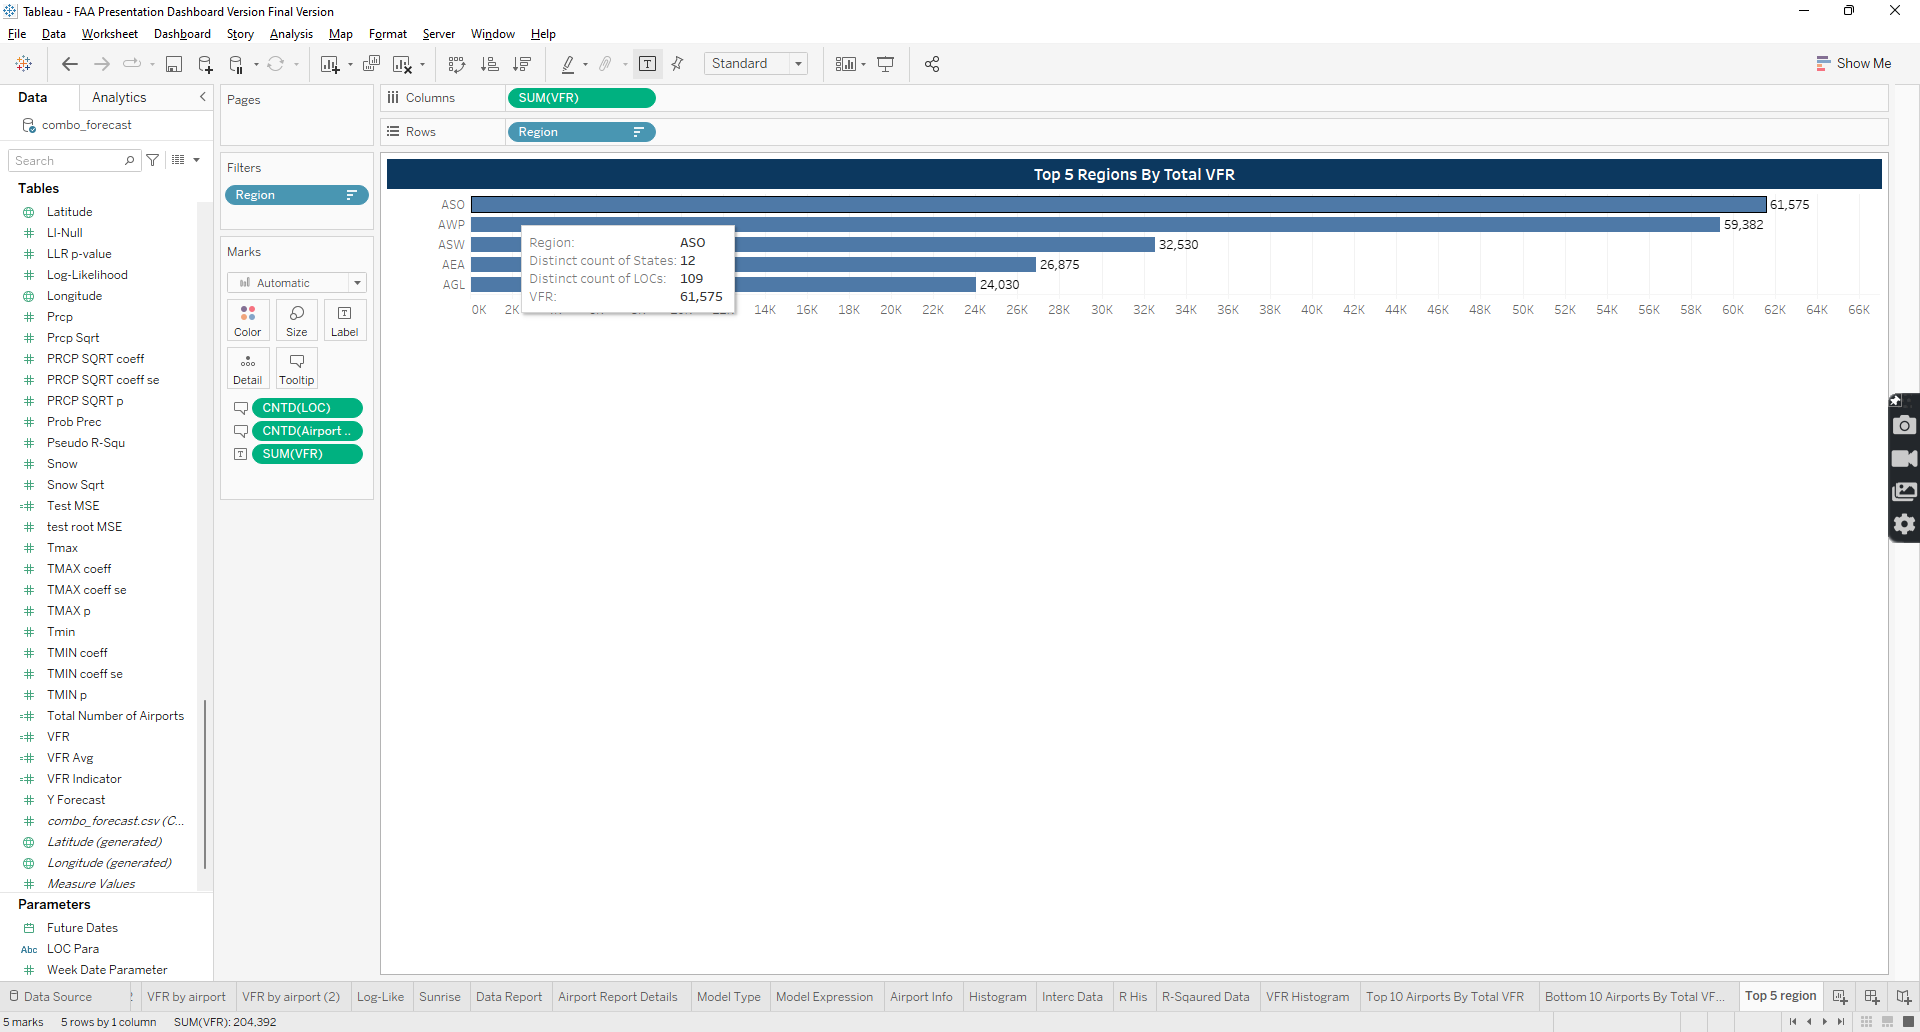 Tableau - FAA Presentation Dashboard Version Final Version
File Data Worksheet Dashboard Story Analysis Map Format Server Window Help
Standard
Show Me
Data Analytics
combo_forecast
Search
Tables
Latitude
LI-Null
LLR p-value
Log-Likelihood
Longitude
Prcp
Prcp Sqrt
PRCP SQRT coeff
PRCP SQRT coeff se
PRCP SQRT p
Prob Prec
Pseudo R-Squ
Snow
Snow Sqrt
Test MSE
test root MSE
Tmax
TMAX coeff
TMAX coeff se
TMAX p
Tmin
TMIN coeff
TMIN coeff se
TMIN p
Total Number of Airports
VFR
VFR Avg
VFR Indicator
Y Forecast
combo_forecast.csv (C...
Latitude (generated)
Longitude (generated)
Measure Values
Parameters
Future Dates
Abc LOC Para
Week Date Parameter
Pages
Filters
Region
Marks
Automatic
Color Size Label
Detail Tooltip
CNTD(LOC)
CNTD(Airport ..
SUM(VFR)
Columns SUM(VFR)
Rows Region
Top 5 Regions By Total VFR
ASO 61,575
AWP 59,382
ASW 32,530
AEA 26,875
AGL 24,030
Region: ASO
Distinct count of States: 12
Distinct count of LOCs: 109
VFR: 61,575
0K 2K 14K 16K 18K 20K 22K 24K 26K 28K 30K 32K 34K 36K 38K 40K 42K 44K 46K 48K 50K 52K 54K 56K 58K 60K 62K 64K 66K
Data Source VFR by airport VFR by airport (2) Log-Like Sunrise Data Report Airport Report Details Model Type Model Expression Airport Info Histogram Interc Data R His R-Sqaured Data VFR Histogram Top 10 Airports By Total VFR Bottom 10 Airports By Total VF... Top 5 region
5 marks 5 rows by 1 column SUM(VFR): 204,392